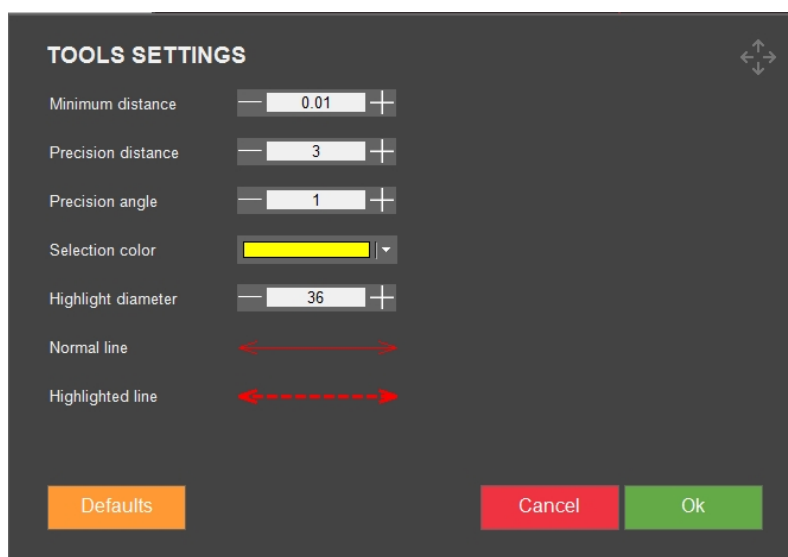 TOOLS SETTINGS
Minimum distance 0.01
Precision distance 3
Precision angle 1
Selection color
Highlight diameter 36
Normal line
Highlighted line
Defaults Cancel Ok